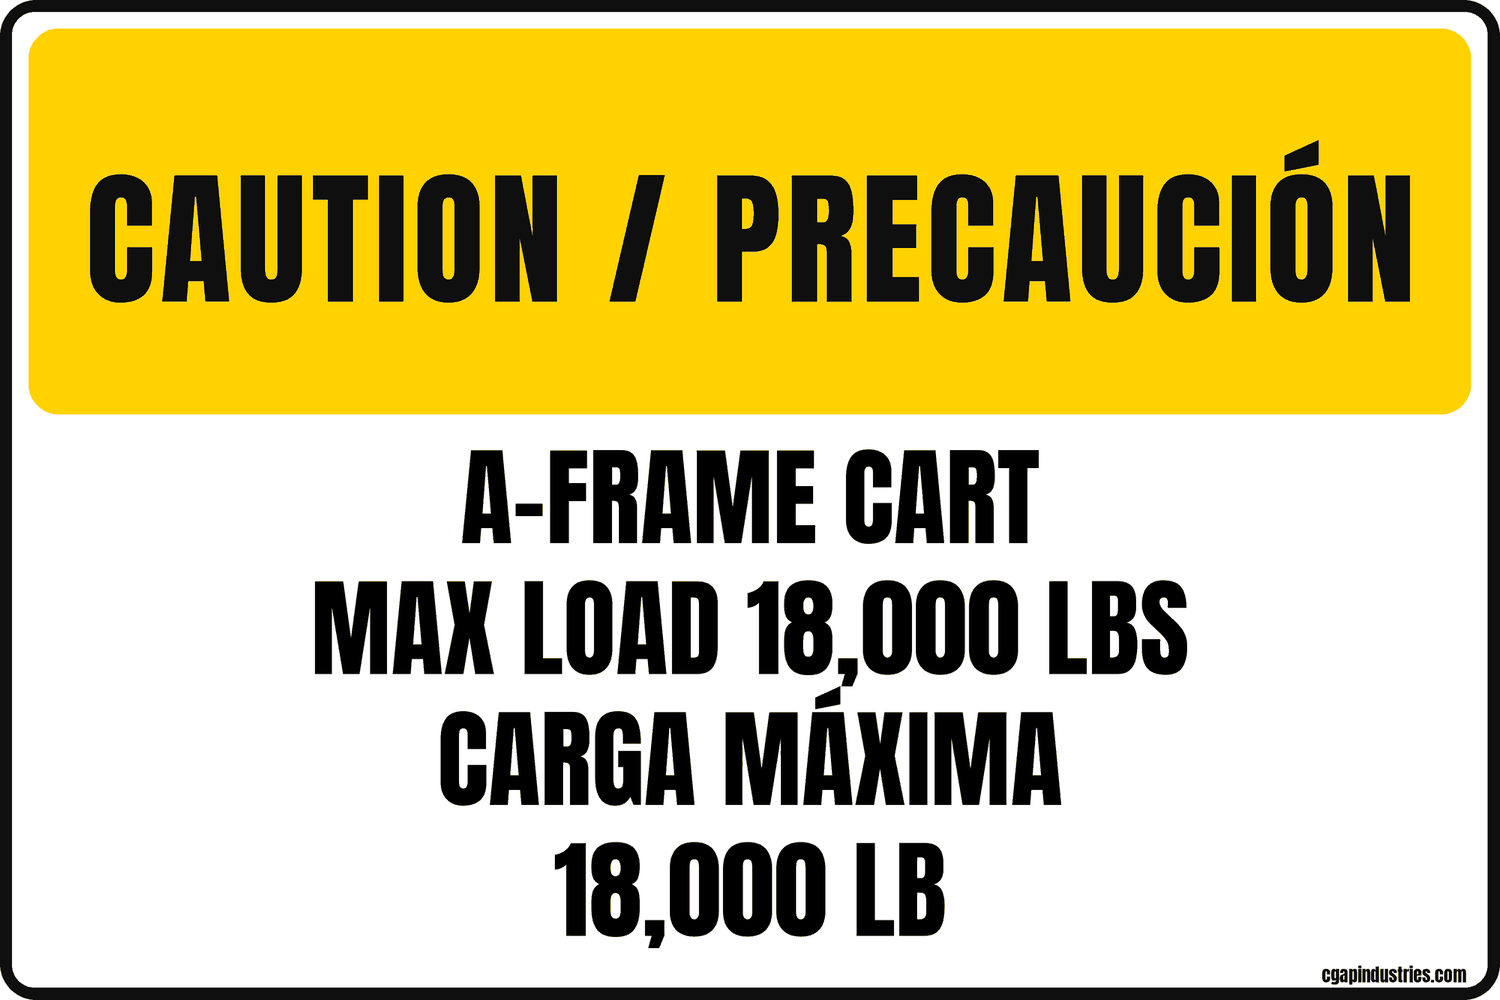 CAUTION / PRECAUCIÓN
A-FRAME CART
MAX LOAD 18,000 LBS
CARGA MÁXIMA
18,000 LB
cgapindustries.com